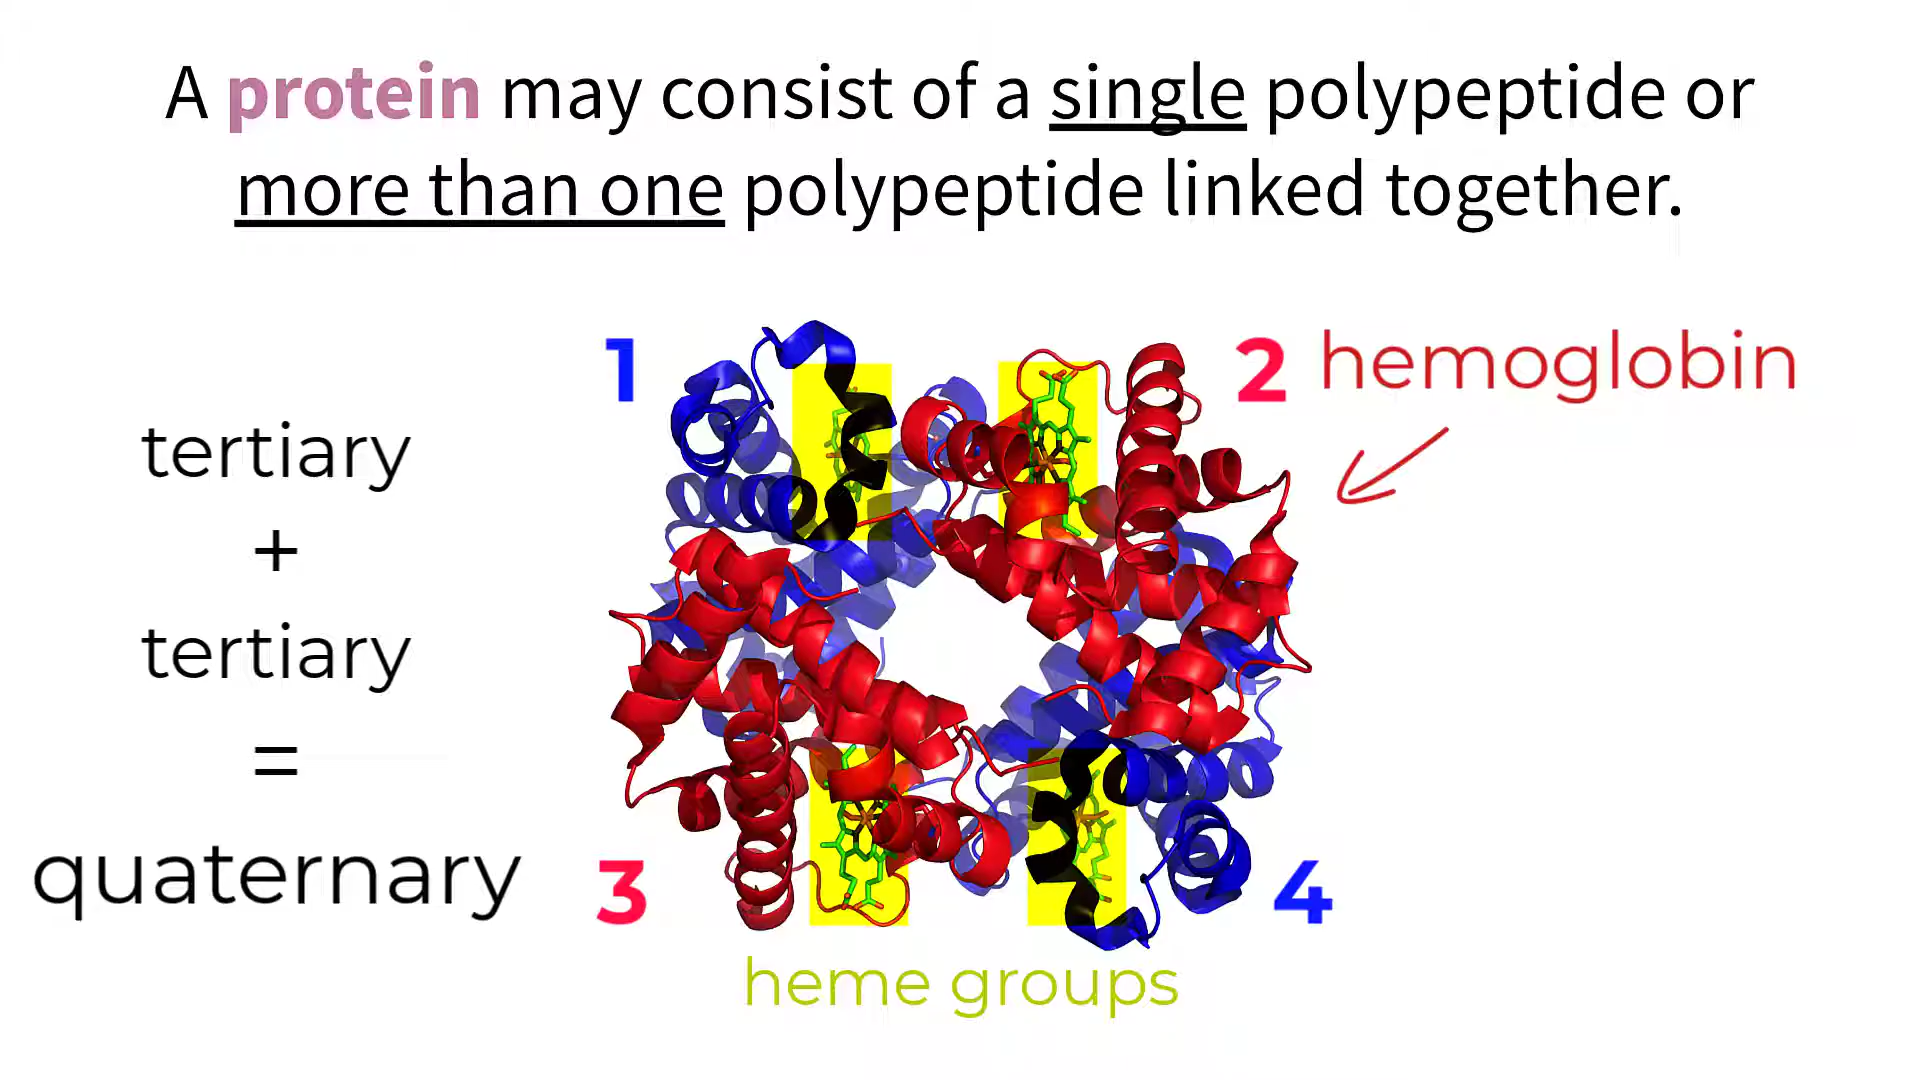 A protein may consist of a single polypeptide or
more than one polypeptide linked together.
1
2 hemoglobin
tertiary
+
tertiary
=
quaternary
3
4
heme groups